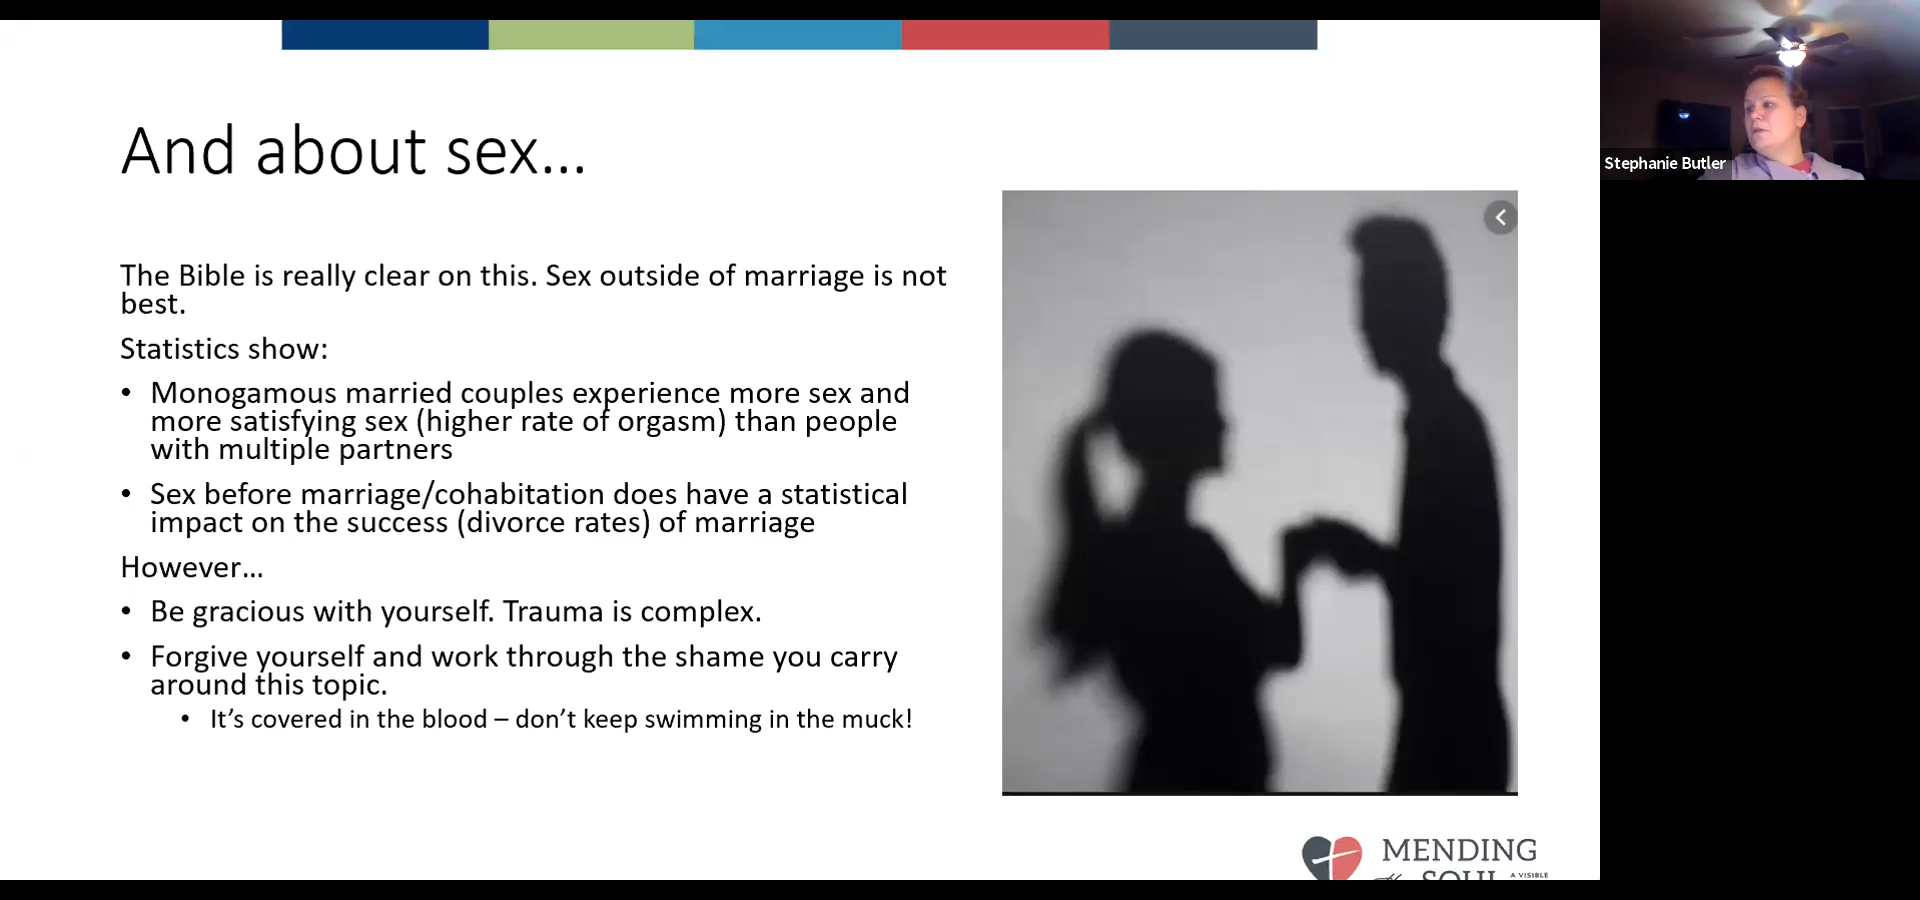 And about sex...
Stephanie Butler
The Bible is really clear on this. Sex outside of marriage is not
best.
Statistics show:
• Monogamous married couples experience more sex and
more satisfying sex (higher rate of orgasm) than people
with multiple partners
• Sex before marriage/cohabitation does have a statistical
impact on the success (divorce rates) of marriage
However...
• Be gracious with yourself. Trauma is complex.
• Forgive yourself and work through the shame you carry
around this topic.
• It's covered in the blood – don't keep swimming in the muck!
MENDING
the SOUL A VISIBLE